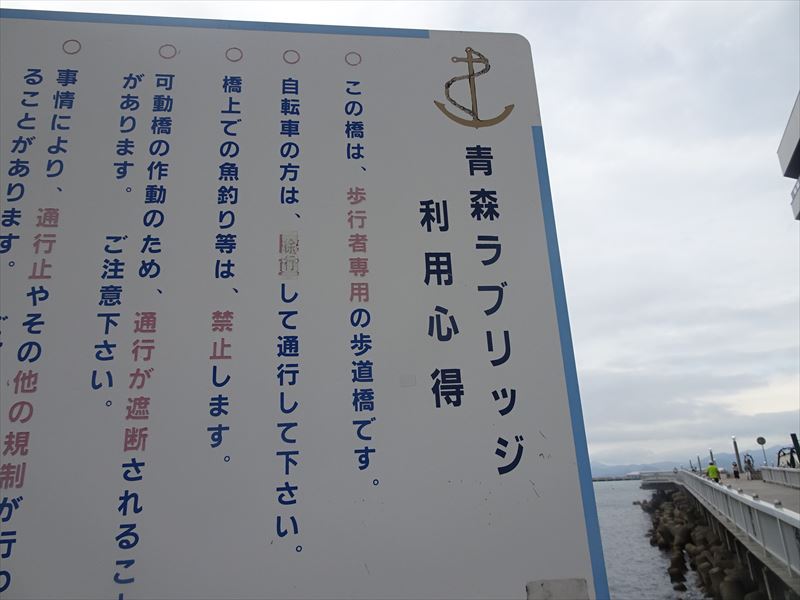 青森ラブリッジ
利用心得
○ この橋は、歩行者専用の歩道橋です。
○ 自転車の方は、して通行して下さい。
○ 橋上での魚釣り等は、禁止します。
○ 可動橋の作動のため、通行が遮断されるこ
があります。 ご注意下さい。
○ 事情により、通行止やその他の規制が行
ることがあります。